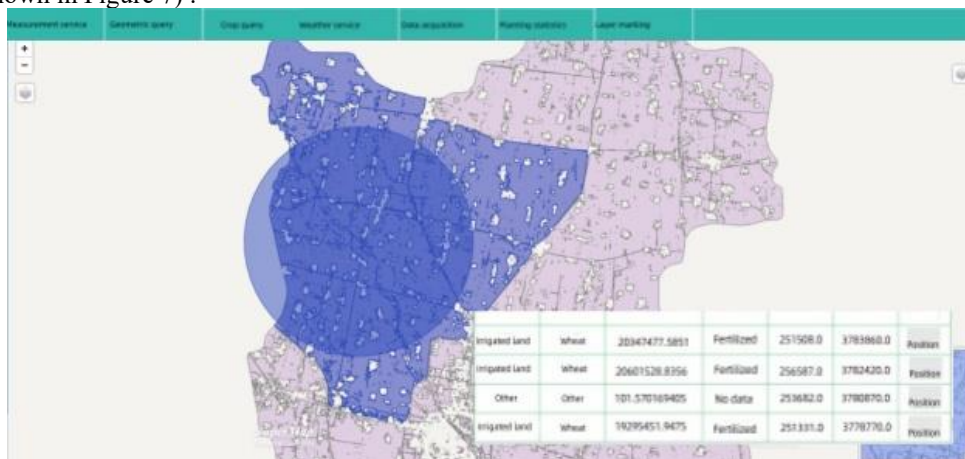 nown in Figure 7) :
Measurement service Geometric query Crop query Weather service Data acquisition Planting statistics Layer marking
+
−
Irrigated land Wheat 20347477.5851 Fertilized 251508.0 3783860.0 Position
Irrigated land Wheat 20601528.8356 Fertilized 256587.0 3782420.0 Position
Other Other 101.570169405 No data 253682.0 3780870.0 Position
Irrigated land Wheat 19295451.9475 Fertilized 251331.0 3778770.0 Position